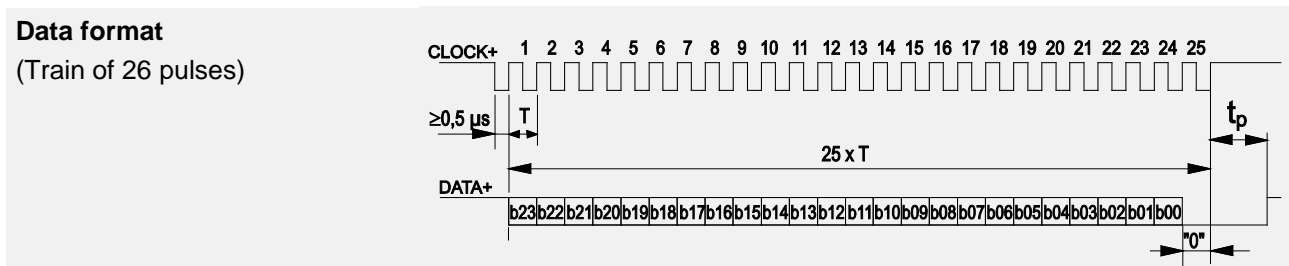 Data format
(Train of 26 pulses)
CLOCK+ 1 2 3 4 5 6 7 8 9 10 11 12 13 14 15 16 17 18 19 20 21 22 23 24 25
≥0,5 µs T tp
25 x T
DATA+
b23 b22 b21 b20 b19 b18 b17 b16 b15 b14 b13 b12 b11 b10 b09 b08 b07 b06 b05 b04 b03 b02 b01 b00
"0"